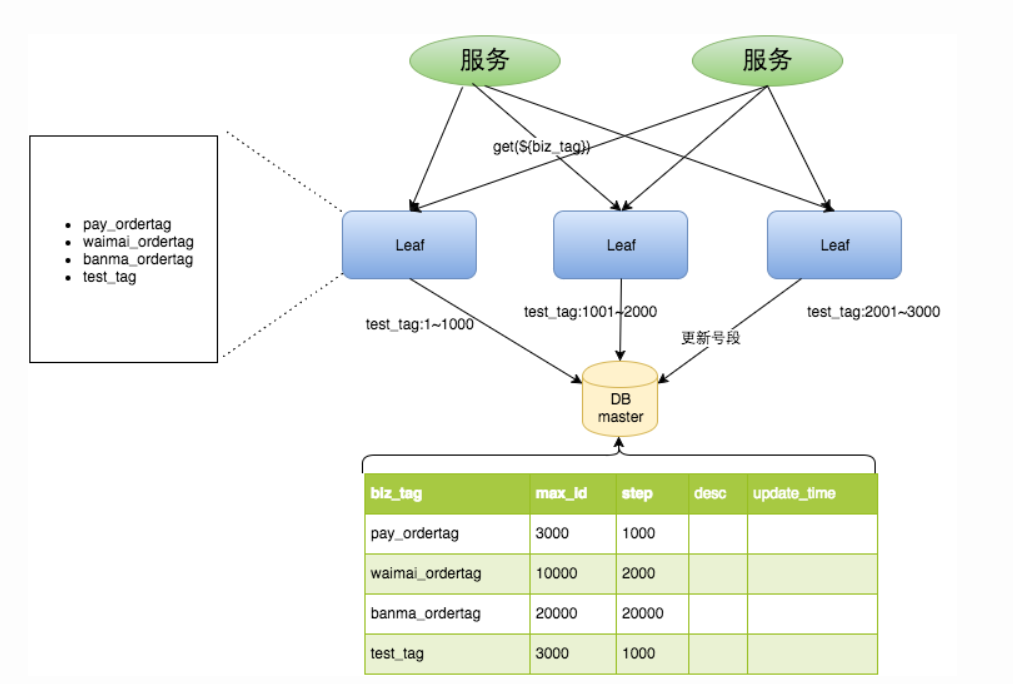 服务
服务
get(${biz_tag})
pay_ordertag
waimai_ordertag
banma_ordertag
test_tag
Leaf
Leaf
Leaf
test_tag:1~1000
test_tag:1001~2000
test_tag:2001~3000
更新号段
DB
master
biz_tag max_id step desc update_time
pay_ordertag 3000 1000
waimai_ordertag 10000 2000
banma_ordertag 20000 20000
test_tag 3000 1000